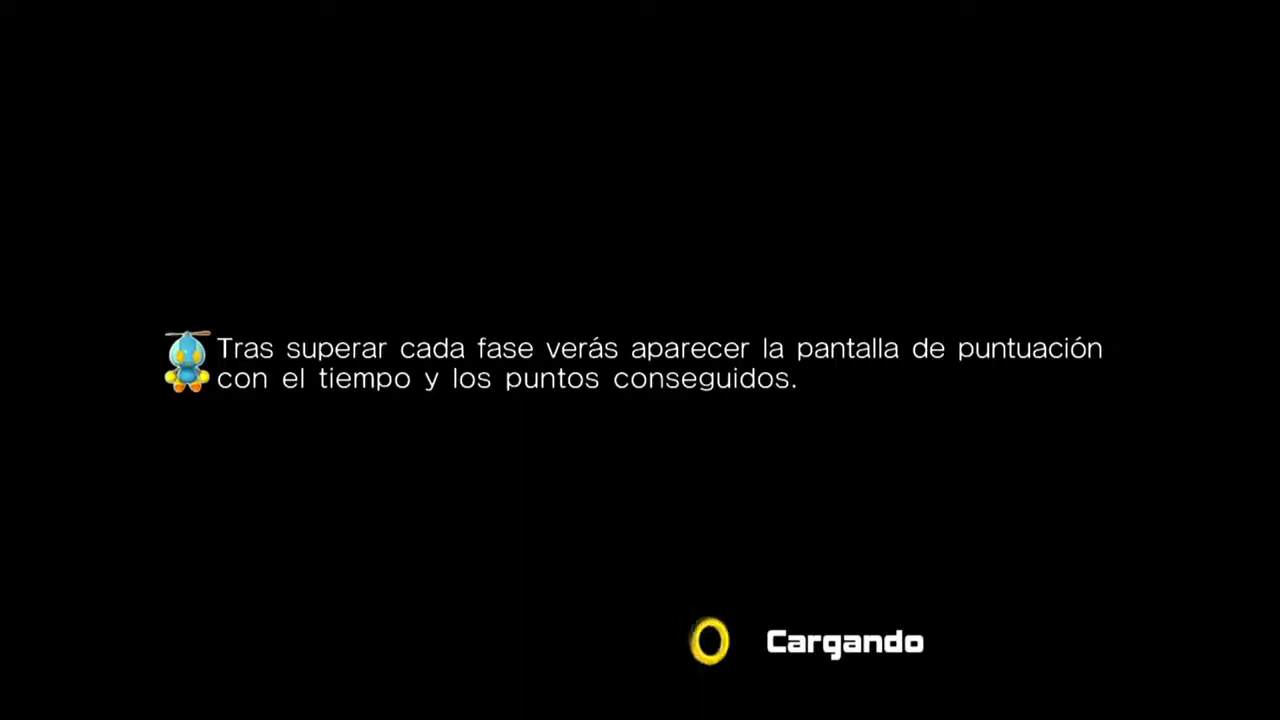 Tras superar cada fase verás aparecer la pantalla de puntuación
con el tiempo y los puntos conseguidos.
Cargando